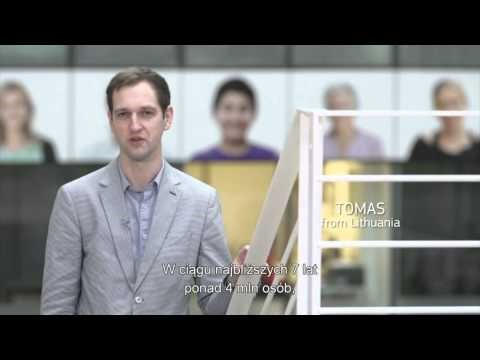 TOMAS
from Lithuania
W ciągu najbliższych 7 lat
ponad 4 mln osób,